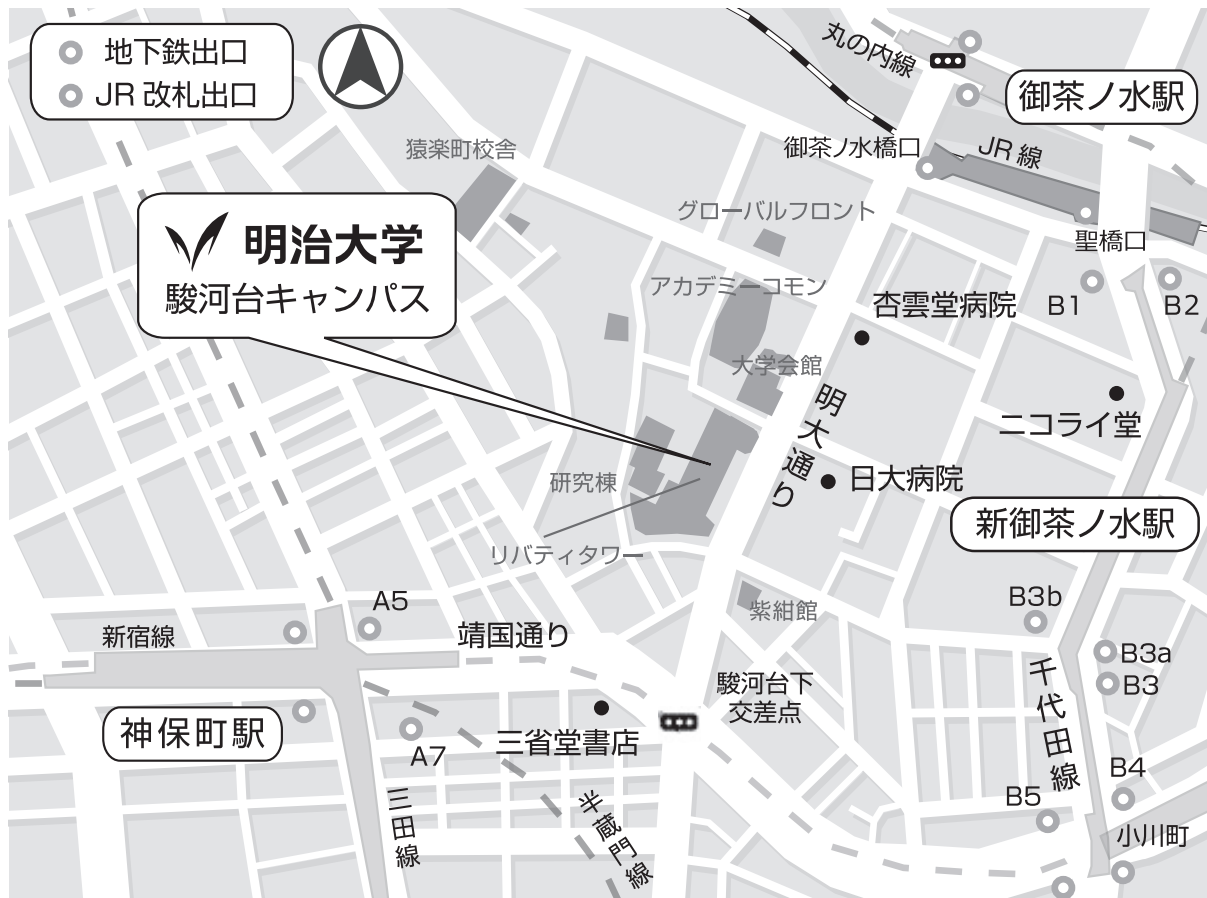 地下鉄出口
JR 改札出口
丸の内線
御茶ノ水駅
猿楽町校舎
御茶ノ水橋口
JR 線
グローバルフロント
聖橋口
明治大学
駿河台キャンパス
アカデミーコモン
杏雲堂病院
B1
B2
大学会館
明大通り
ニコライ堂
研究棟
日大病院
新御茶ノ水駅
リバティタワー
A5
紫紺館
B3b
新宿線
靖国通り
B3a
B3
駿河台下
交差点
千代田線
神保町駅
A7
三省堂書店
B4
B5
三田線
半蔵門線
小川町